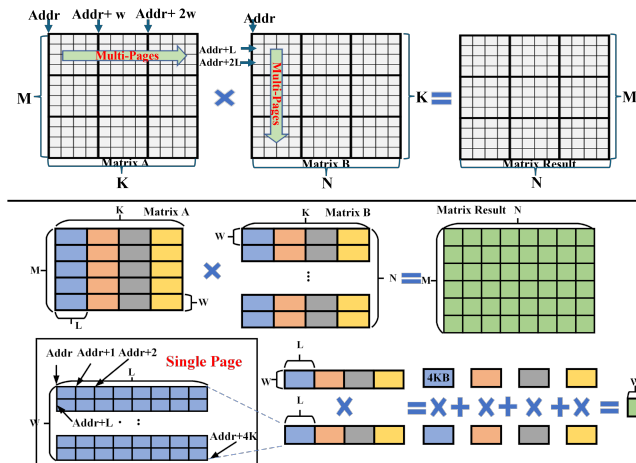 Addr Addr+ w Addr+ 2w Addr
Multi-Pages
Addr+L
Addr+2L
Multi-Pages
M K M
Matrix A Matrix B Matrix Result
K N N
K Matrix A K Matrix B Matrix Result N
W
M N M
...
W
L
Addr Addr+1 Addr+2 Single Page
L
W
Addr+L . .
Addr+4K
L
W 4KB
L
W